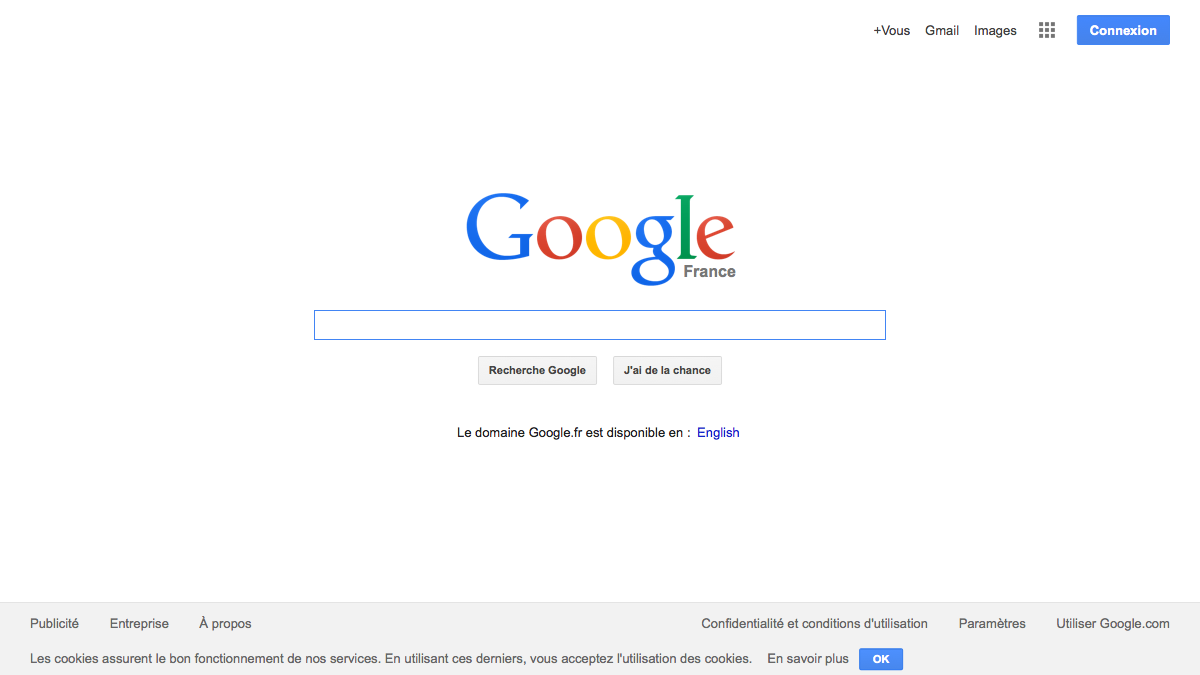 +Vous Gmail Images Connexion
Google
France
Recherche Google J'ai de la chance
Le domaine Google.fr est disponible en : English
Publicité Entreprise À propos Confidentialité et conditions d'utilisation Paramètres Utiliser Google.com
Les cookies assurent le bon fonctionnement de nos services. En utilisant ces derniers, vous acceptez l'utilisation des cookies. En savoir plus OK